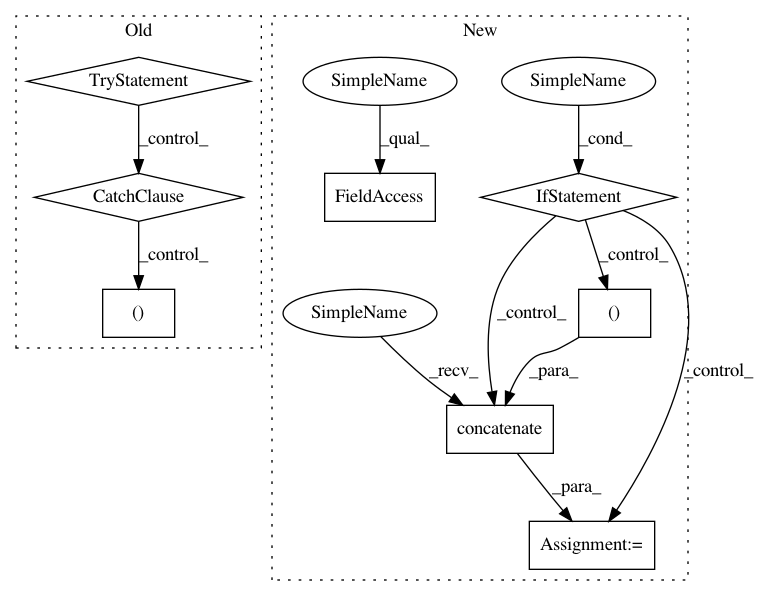 Old
New
TryStatement
SimpleName
SimpleName
_control_
_qual_
_cond_
CatchClause
FieldAccess
IfStatement
_control_
_control_
()
SimpleName
_control_
()
_recv_
_para_
_control_
concatenate
_para_
Assignment:=